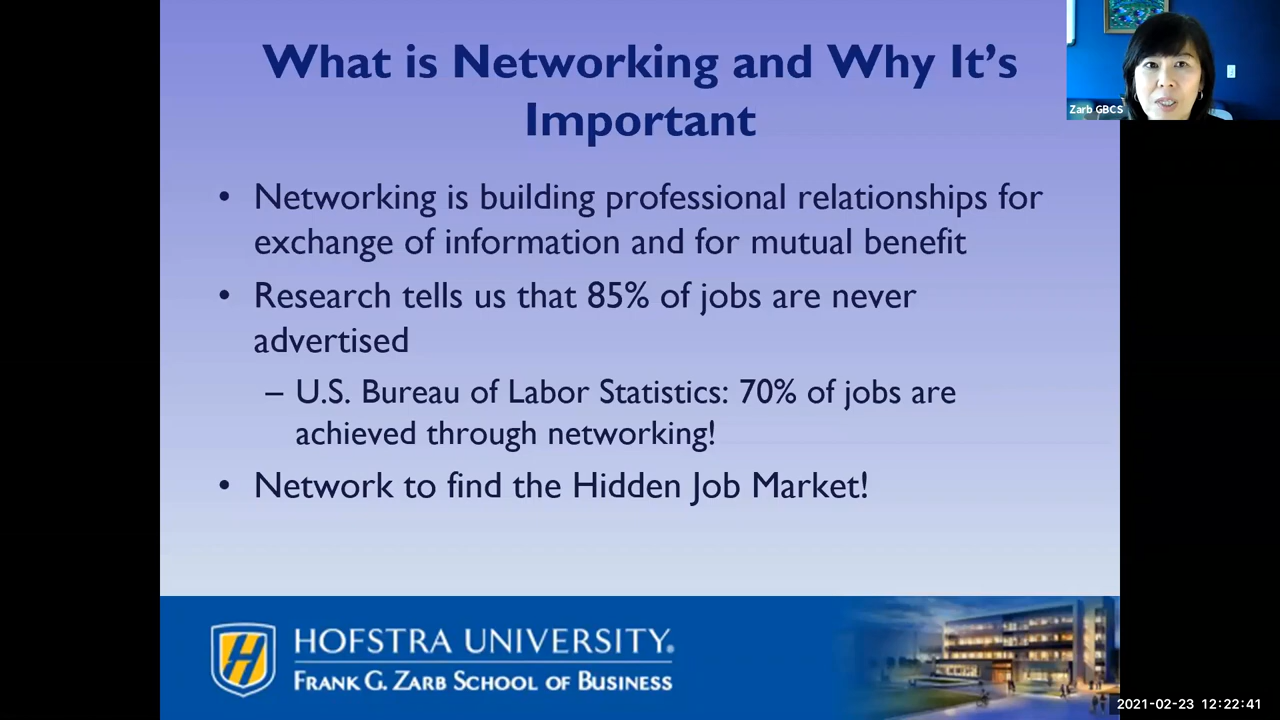 What is Networking and Why It's
Important
Zarb GBCS
• Networking is building professional relationships for
exchange of information and for mutual benefit
• Research tells us that 85% of jobs are never
advertised
– U.S. Bureau of Labor Statistics: 70% of jobs are
achieved through networking!
• Network to find the Hidden Job Market!
H
HOFSTRA UNIVERSITY®
FRANK G. ZARB SCHOOL OF BUSINESS
2021-02-23 12:22:41